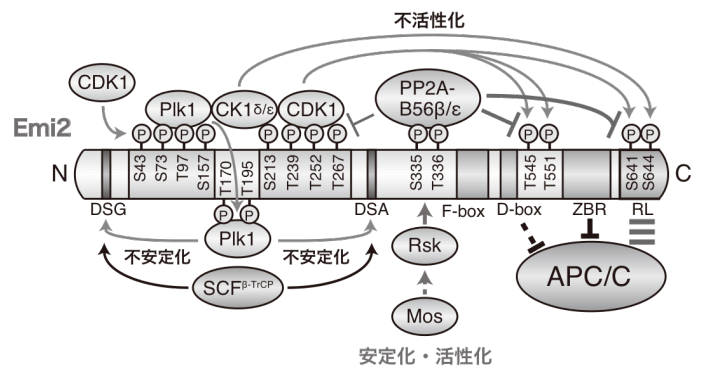 不活性化
CDK1
Plk1
CK1δ/ε
CDK1
PP2A-
B56β/ε
Emi2
P P P P P P P P P P P P P P
N
S43
S73
T97
S157
T170
T195
S213
T239
T252
T267
S335
T336
T545
T551
S641
S644
C
DSG
P P
DSA
F-box
D-box
ZBR
RL
Plk1
不安定化
不安定化
SCFβ-TrCP
Rsk
Mos
APC/C
安定化・活性化